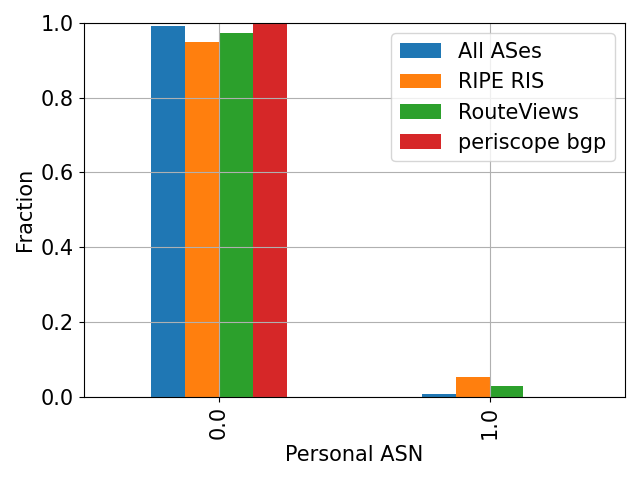 1.0
0.8
0.6
0.4
0.2
0.0
Fraction
All ASes
RIPE RIS
RouteViews
periscope bgp
0.0
1.0
Personal ASN